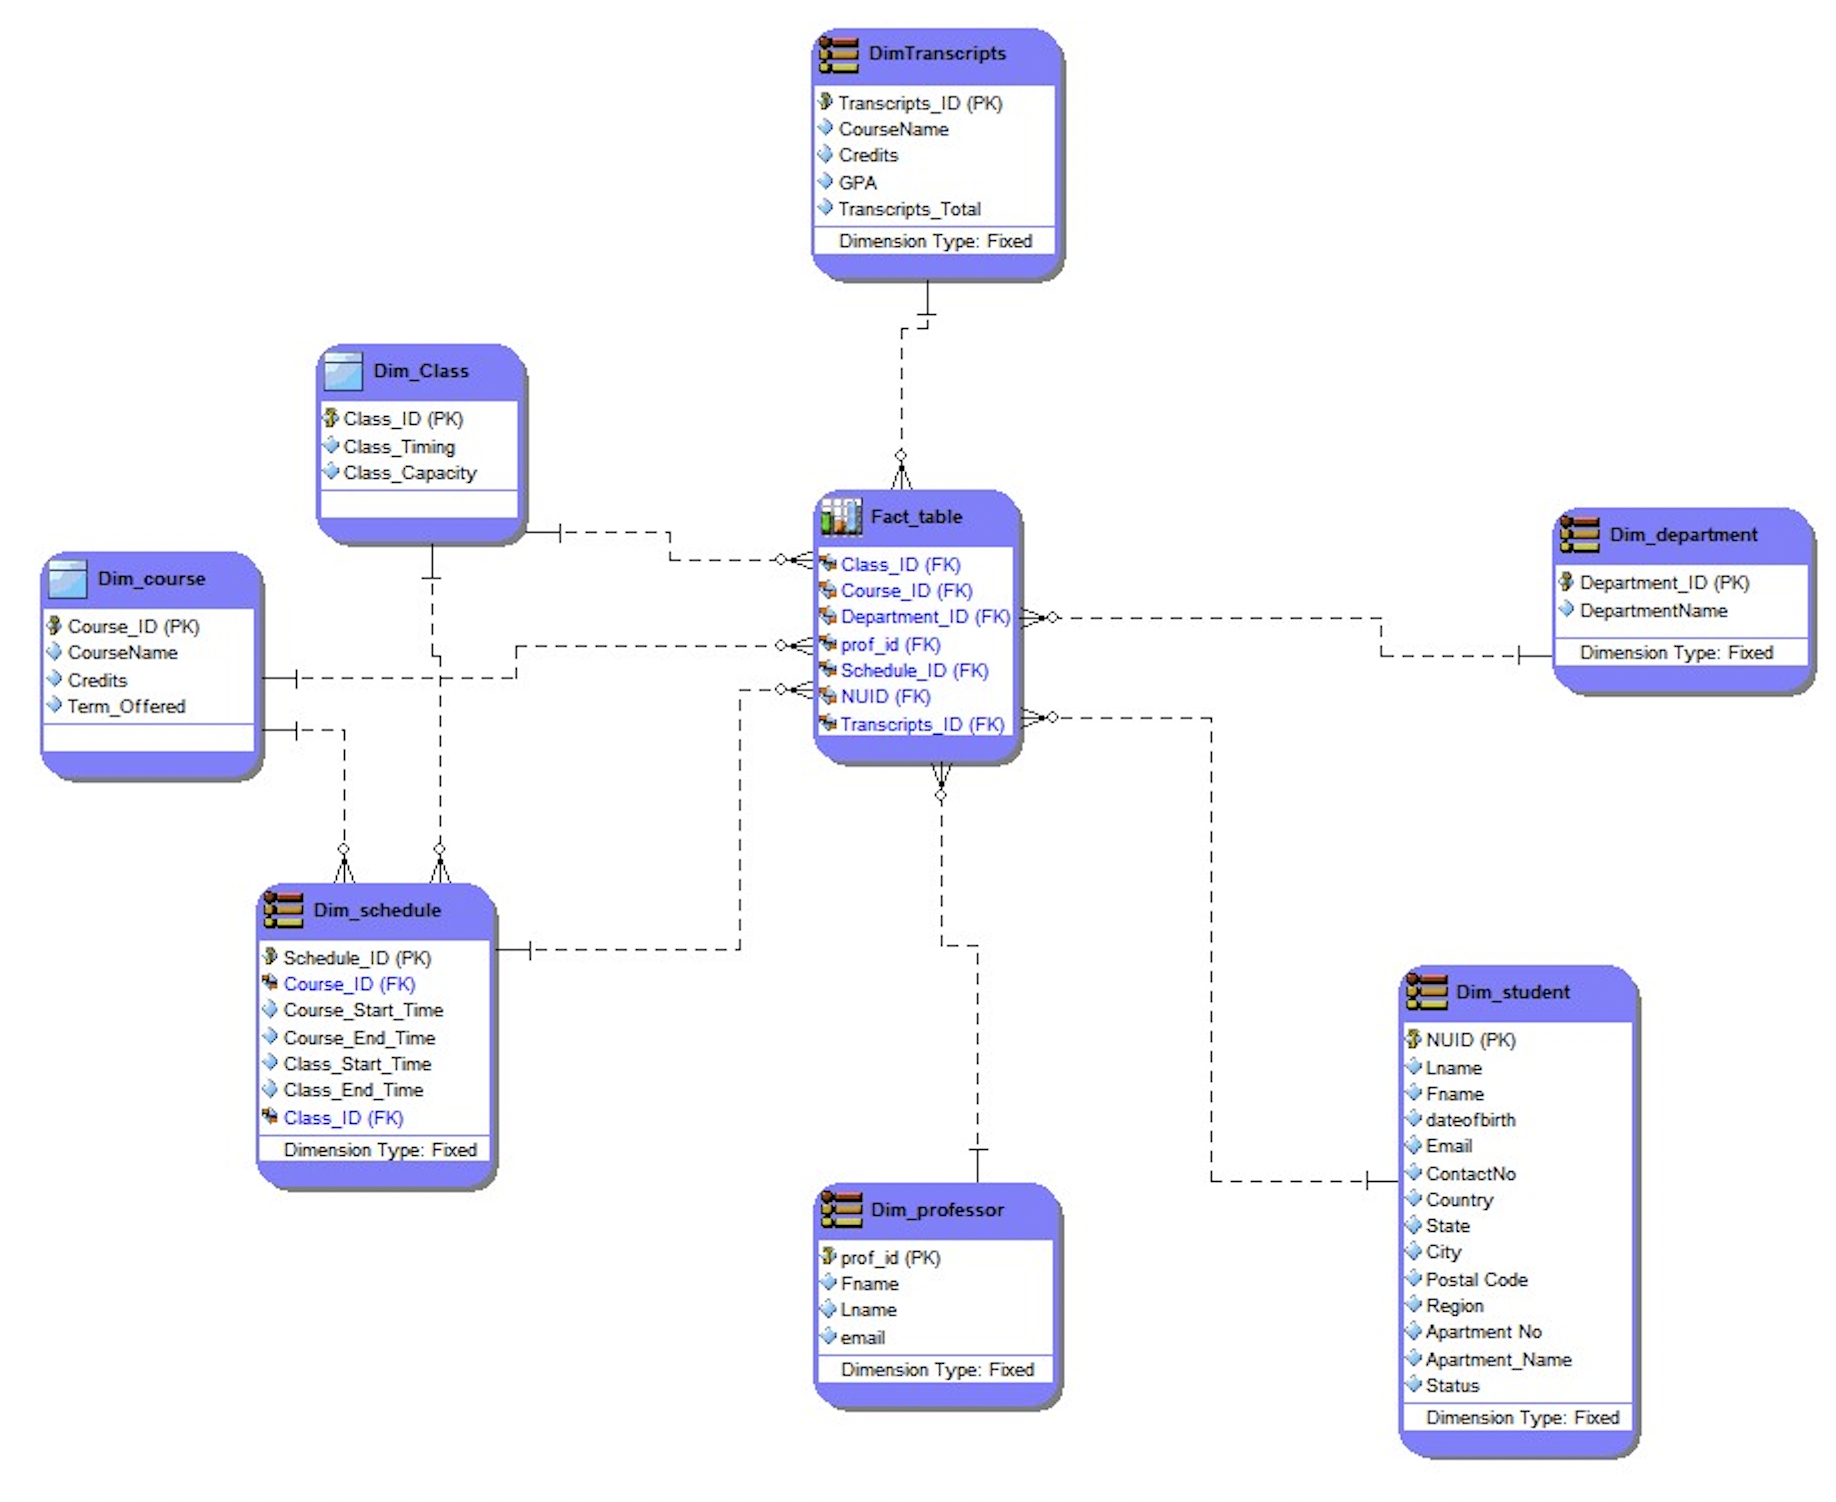 DimTranscripts
Transcripts_ID (PK)
CourseName
Credits
GPA
Transcripts_Total
Dimension Type: Fixed
Dim_Class
Class_ID (PK)
Class_Timing
Class_Capacity
Fact_table
Class_ID (FK)
Course_ID (FK)
Department_ID (FK)
prof_id (FK)
Schedule_ID (FK)
NUID (FK)
Transcripts_ID (FK)
Dim_department
Department_ID (PK)
DepartmentName
Dimension Type: Fixed
Dim_course
Course_ID (PK)
CourseName
Credits
Term_Offered
Dim_schedule
Schedule_ID (PK)
Course_ID (FK)
Course_Start_Time
Course_End_Time
Class_Start_Time
Class_End_Time
Class_ID (FK)
Dimension Type: Fixed
Dim_professor
prof_id (PK)
Fname
Lname
email
Dimension Type: Fixed
Dim_student
NUID (PK)
Lname
Fname
dateofbirth
Email
ContactNo
Country
State
City
Postal Code
Region
Apartment No
Apartment_Name
Status
Dimension Type: Fixed